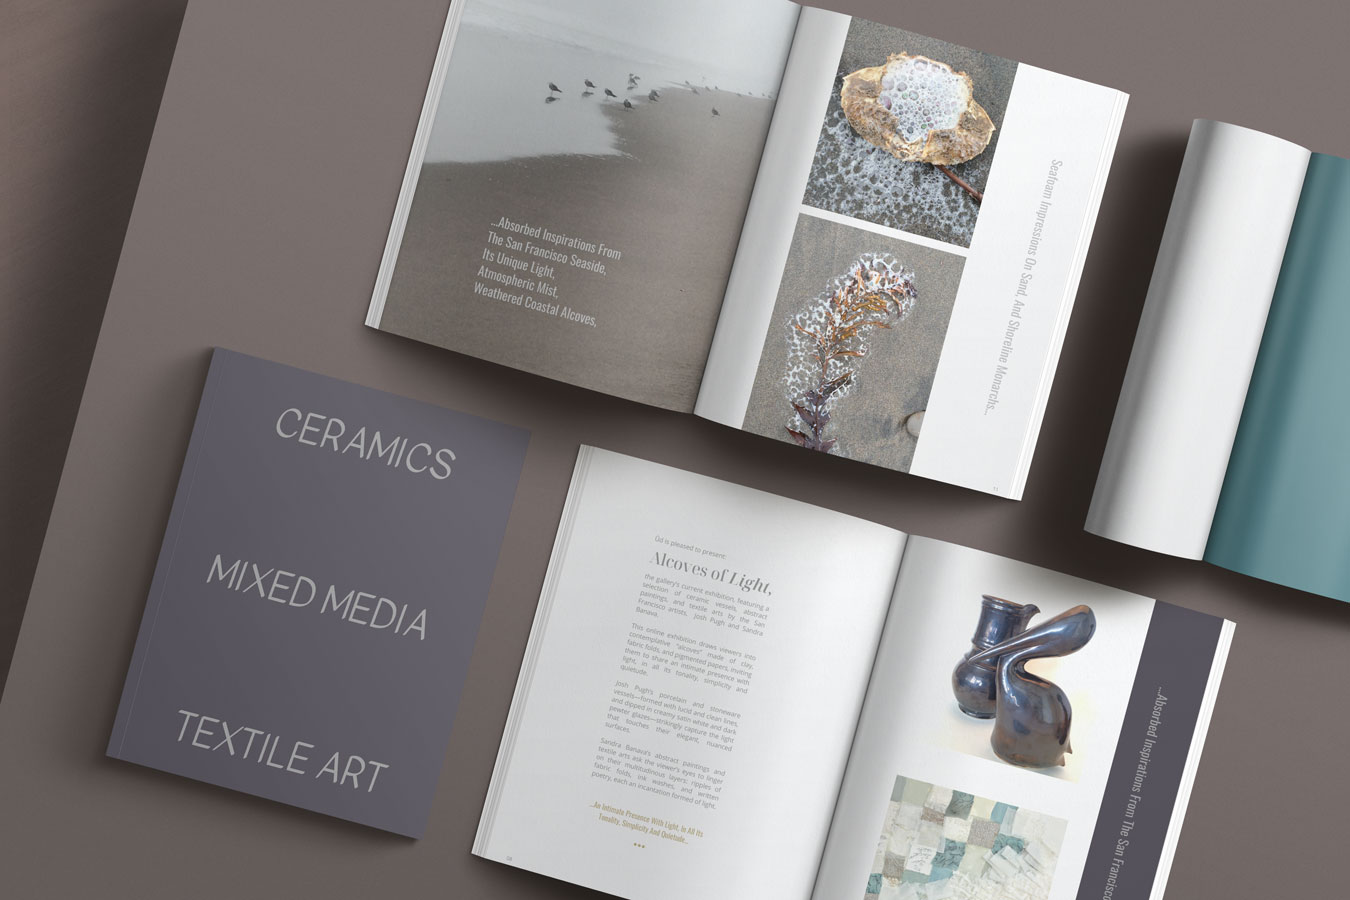 ...Absorbed Inspirations From
The San Francisco Seaside,
Its Unique Light,
Atmospheric Mist,
Weathered Coastal Alcoves,
Seafoam Impressions On Sand, And Shoreline Monarchs...
11
CERAMICS
MIXED MEDIA
TEXTILE ART
is pleased to present:
Alcoves of Light,
the gallery's current exhibition, featuring a
selection of ceramic vessels, abstract
paintings, and textile arts by the San
Francisco artists, Josh Pugh and Sandra
Banava.
This online exhibition draws viewers into
contemplative "alcoves" made of clay,
fabric folds, and pigmented papers, inviting
them to share an intimate presence with
light, in all its tonality, simplicity and
quietude.
Josh Pugh's porcelain and stoneware
vessels—formed with lucid and clean lines,
and dipped in creamy satin white and dark
pewter glazes—strikingly capture the light
that touches their elegant, nuanced
surfaces.
Sandra Banava's abstract paintings and
textile arts ask the viewer's eyes to linger
on their multitudinous layers: ripples of
fabric folds, ink washes, and written
poetry, each an incantation formed of light.
...An Intimate Presence With Light, In All Its
Tonality, Simplicity And Quietude...
...Absorbed Inspirations From The San Francisco